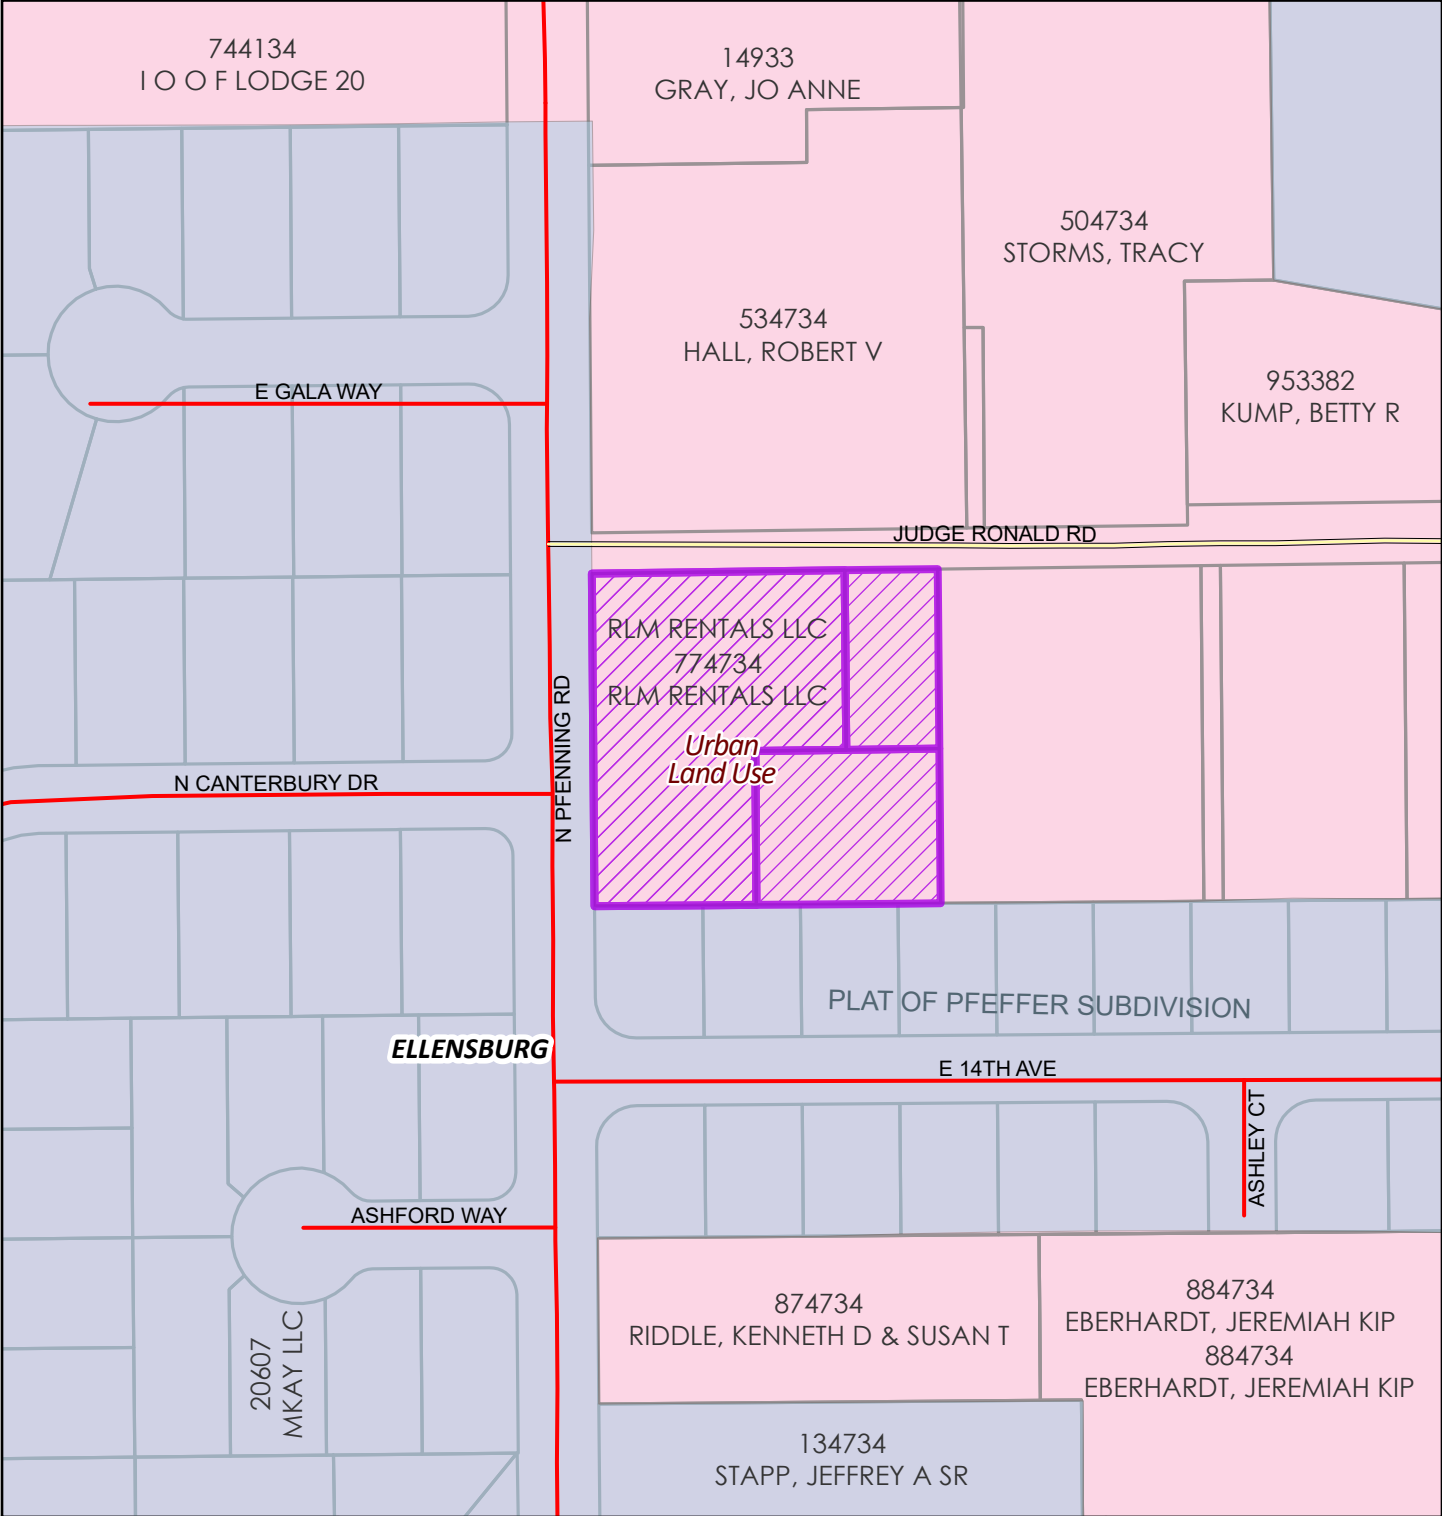 744134
I O O F LODGE 20
14933
GRAY, JO ANNE
504734
STORMS, TRACY
534734
HALL, ROBERT V
953382
KUMP, BETTY R
E GALA WAY
JUDGE RONALD RD
RLM RENTALS LLC
774734
RLM RENTALS LLC
N PFENNING RD
Urban
Land Use
N CANTERBURY DR
PLAT OF PFEFFER SUBDIVISION
ELLENSBURG
E 14TH AVE
ASHLEY CT
ASHFORD WAY
874734
RIDDLE, KENNETH D & SUSAN T
884734
EBERHARDT, JEREMIAH KIP
884734
EBERHARDT, JEREMIAH KIP
20607
MKAY LLC
134734
STAPP, JEFFREY A SR